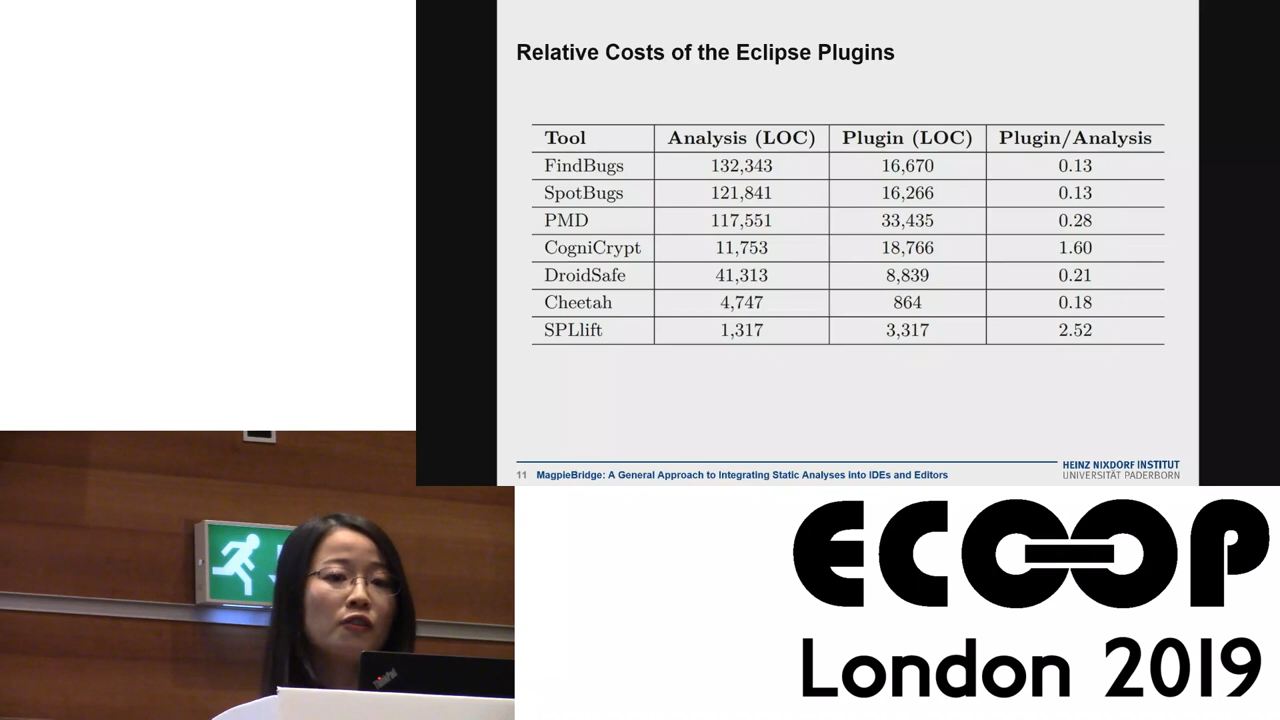 Relative Costs of the Eclipse Plugins
Tool Analysis (LOC) Plugin (LOC) Plugin/Analysis
FindBugs 132,343 16,670 0.13
SpotBugs 121,841 16,266 0.13
PMD 117,551 33,435 0.28
CogniCrypt 11,753 18,766 1.60
DroidSafe 41,313 8,839 0.21
Cheetah 4,747 864 0.18
SPLlift 1,317 3,317 2.52
11 MagpieBridge: A General Approach to Integrating Static Analyses into IDEs and Editors
HEINZ NIXDORF INSTITUT
UNIVERSITÄT PADERBORN
ThinkPad
ECOOP
London 2019